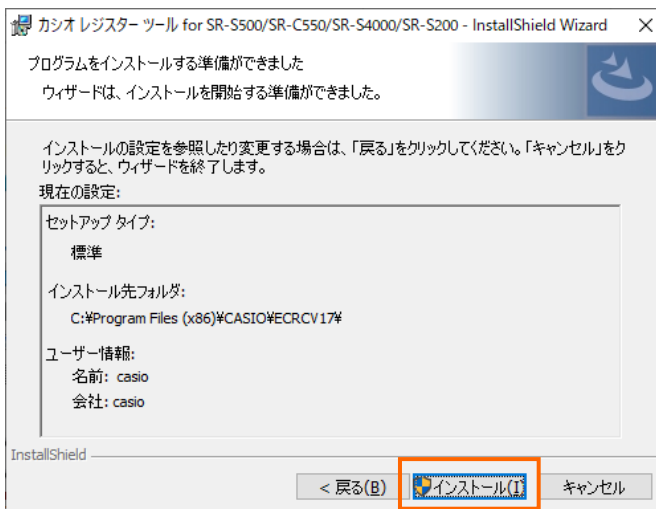 カシオ レジスター ツール for SR-S500/SR-C550/SR-S4000/SR-S200 - InstallShield Wizard
プログラムをインストールする準備ができました
ウィザードは、インストールを開始する準備ができました。
インストールの設定を参照したり変更する場合は、「戻る」をクリックしてください。「キャンセル」をク
リックすると、ウィザードを終了します。
現在の設定:
セットアップ タイプ:
標準
インストール先フォルダ:
C:¥Program Files (x86)¥CASIO¥ECRCV17¥
ユーザー情報:
名前: casio
会社: casio
InstallShield
< 戻る(B) インストール(I) キャンセル